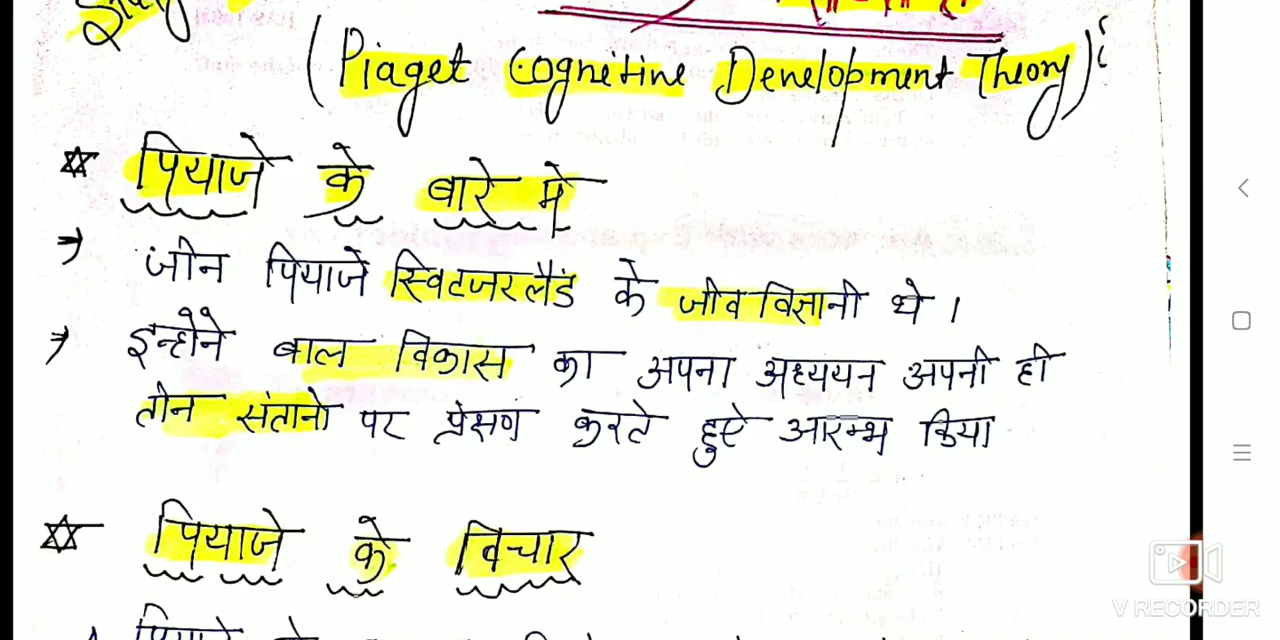 (Piaget Cognitive Development Theory):
पियाजे के बारे में
⇒ जीन पियाजे स्विटजरलैंड के जीव विज्ञानी थे।
⇒ इन्होंने बाल विकास का अपना अध्ययन अपनी ही
तीन संतानो पर प्रेक्षण करते हुऐ आरम्भ किया
पियाजे के विचार
V RECORDER